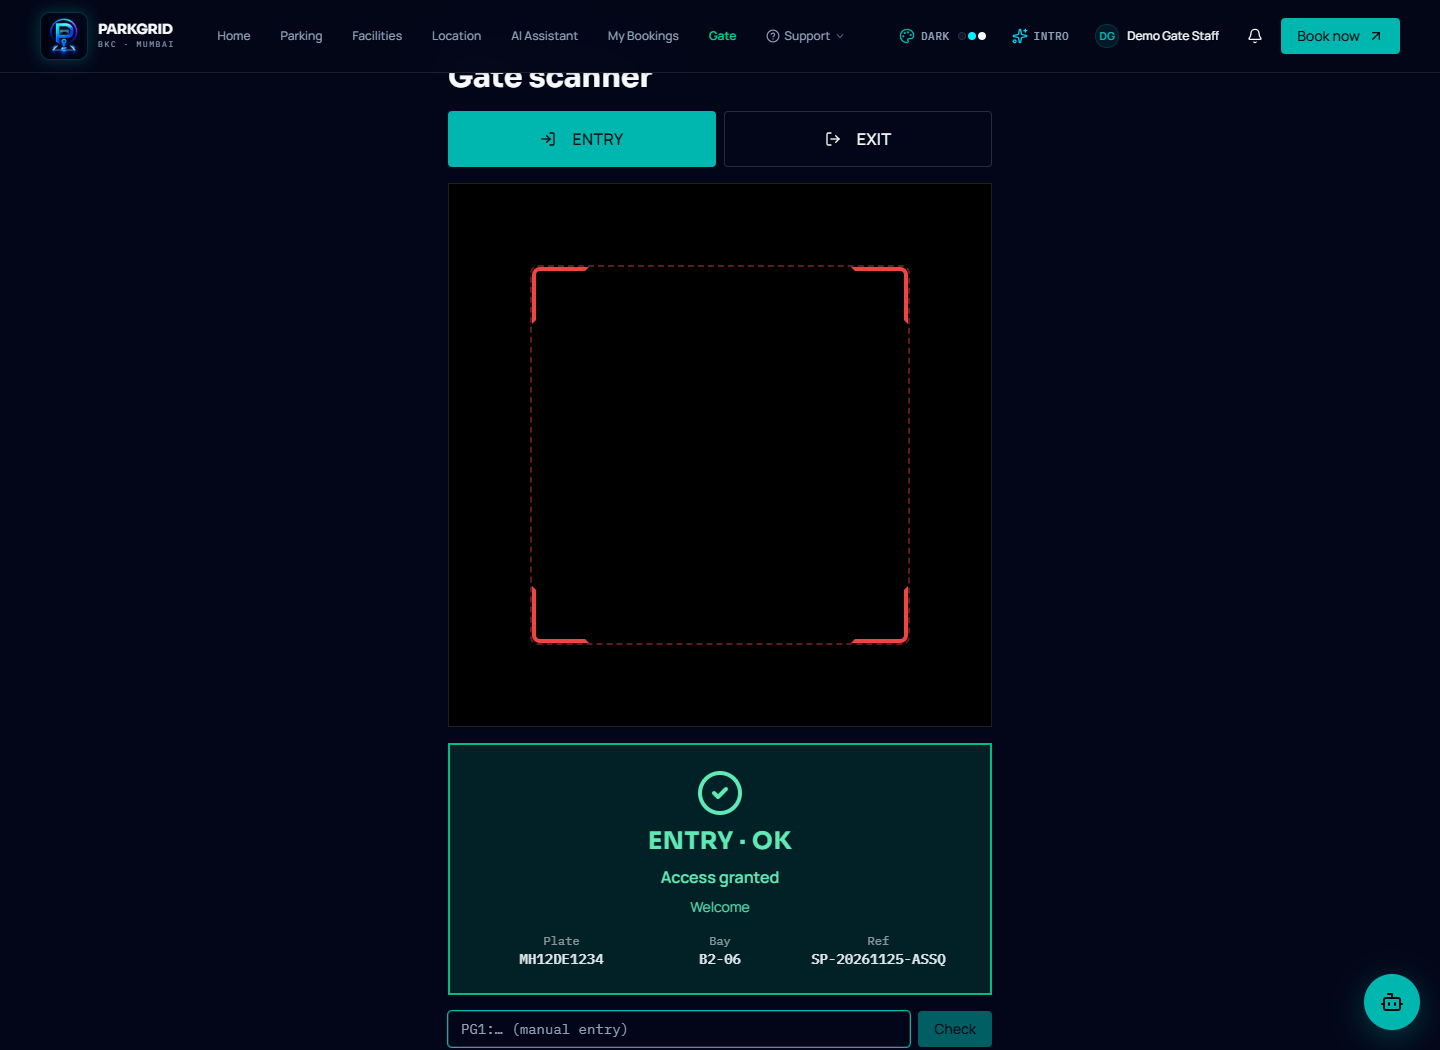 PARKGRID
BKC · MUMBAI
Home
Parking
Facilities
Location
AI Assistant
My Bookings
Gate
Support
DARK
INTRO
DG
Demo Gate Staff
Book now
Gate scanner
ENTRY
EXIT
ENTRY · OK
Access granted
Welcome
Plate
MH12DE1234
Bay
B2-06
Ref
SP-20261125-ASSQ
PG1:… (manual entry)
Check